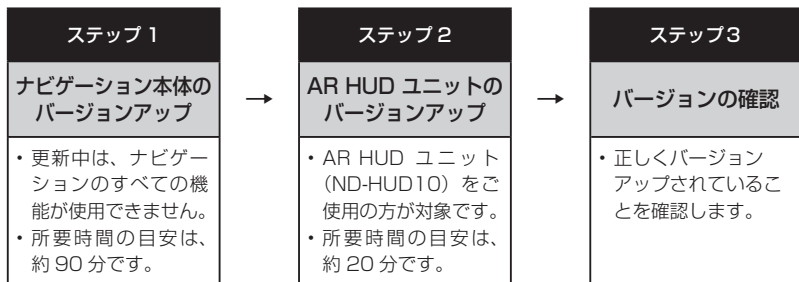 ステップ 1
ナビゲーション本体の
バージョンアップ
・更新中は、ナビゲー
ションのすべての機
能が使用できません。
・所要時間の目安は、
約 90 分です。
→
ステップ 2
AR HUD ユニットの
バージョンアップ
・AR HUD ユニット
（ND-HUD10）をご
使用の方が対象です。
・所要時間の目安は、
約 20 分です。
→
ステップ3
バージョンの確認
・正しくバージョン
アップされているこ
とを確認します。